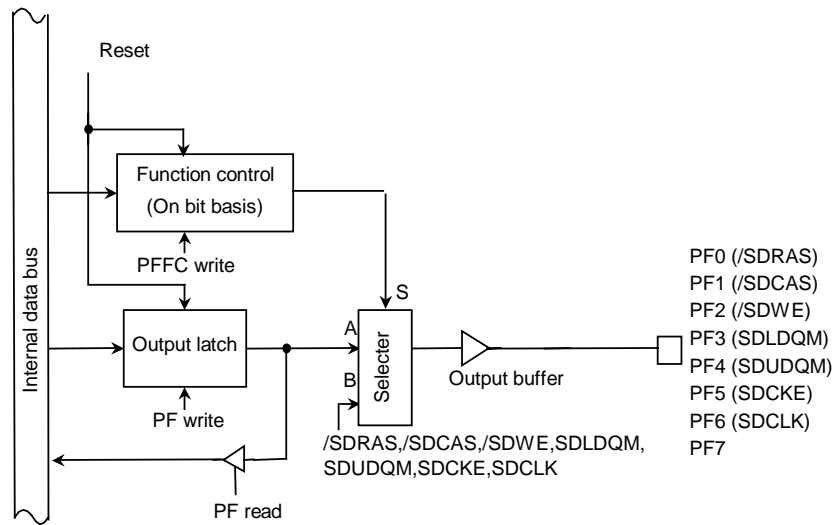 Reset
Function control
(On bit basis)
PFFC write
Internal data bus
Output latch
PF write
PF read
S
A
B
Selecter
Output buffer
/SDRAS,/SDCAS,/SDWE,SDLDQM,
SDUDQM,SDCKE,SDCLK
PF0 (/SDRAS)
PF1 (/SDCAS)
PF2 (/SDWE)
PF3 (SDLDQM)
PF4 (SDUDQM)
PF5 (SDCKE)
PF6 (SDCLK)
PF7